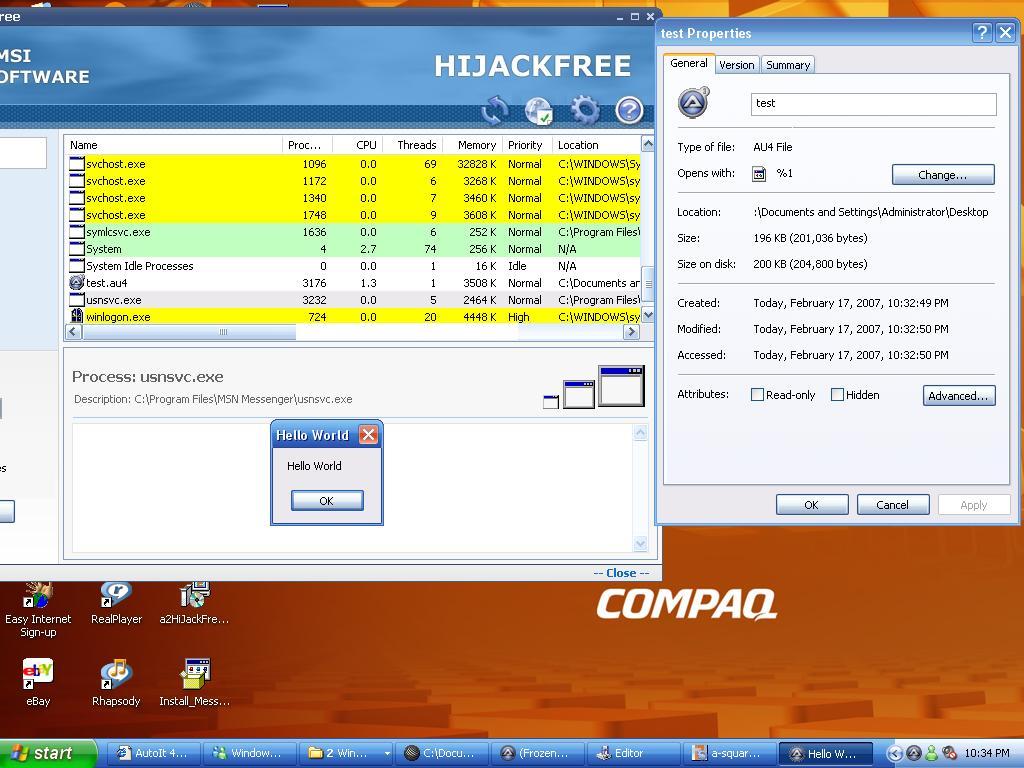 ree
MSI
OFTWARE
HIJACKFREE
Name Proc... CPU Threads Memory Priority Location
svchost.exe 1096 0.0 69 32828 K Normal C:\WINDOWS\Sy
svchost.exe 1172 0.0 6 3268 K Normal C:\WINDOWS\sy
svchost.exe 1340 0.0 7 3460 K Normal C:\WINDOWS\sy
svchost.exe 1748 0.0 9 3608 K Normal C:\WINDOWS\sy
symlcsvc.exe 1636 0.0 6 252 K Normal C:\Program Files\
System 4 2.7 74 256 K Normal N/A
System Idle Processes 0 0.0 1 16 K Idle N/A
test.au4 3176 1.3 1 3508 K Normal C:\Documents ar
usnsvc.exe 3232 0.0 5 2464 K Normal C:\Program Files\
winlogon.exe 724 0.0 20 4448 K High C:\WINDOWS\sy
Process: usnsvc.exe
Description: C:\Program Files\MSN Messenger\usnsvc.exe
es
Hello World
Hello World
OK
-- Close --
test Properties
General Version Summary
test
Type of file: AU4 File
Opens with: %1 Change...
Location: :\Documents and Settings\Administrator\Desktop
Size: 196 KB (201,036 bytes)
Size on disk: 200 KB (204,800 bytes)
Created: Today, February 17, 2007, 10:32:49 PM
Modified: Today, February 17, 2007, 10:32:50 PM
Accessed: Today, February 17, 2007, 10:32:50 PM
Attributes: Read-only Hidden Advanced...
OK Cancel Apply
COMPAQ
Easy Internet
Sign-up
RealPlayer
a2HiJackFre...
eBay
Rhapsody
Install_Mess...
start AutoIt 4... Window... 2 Win... C:\Docu... (Frozen... Editor a-squar... Hello W... 10:34 PM